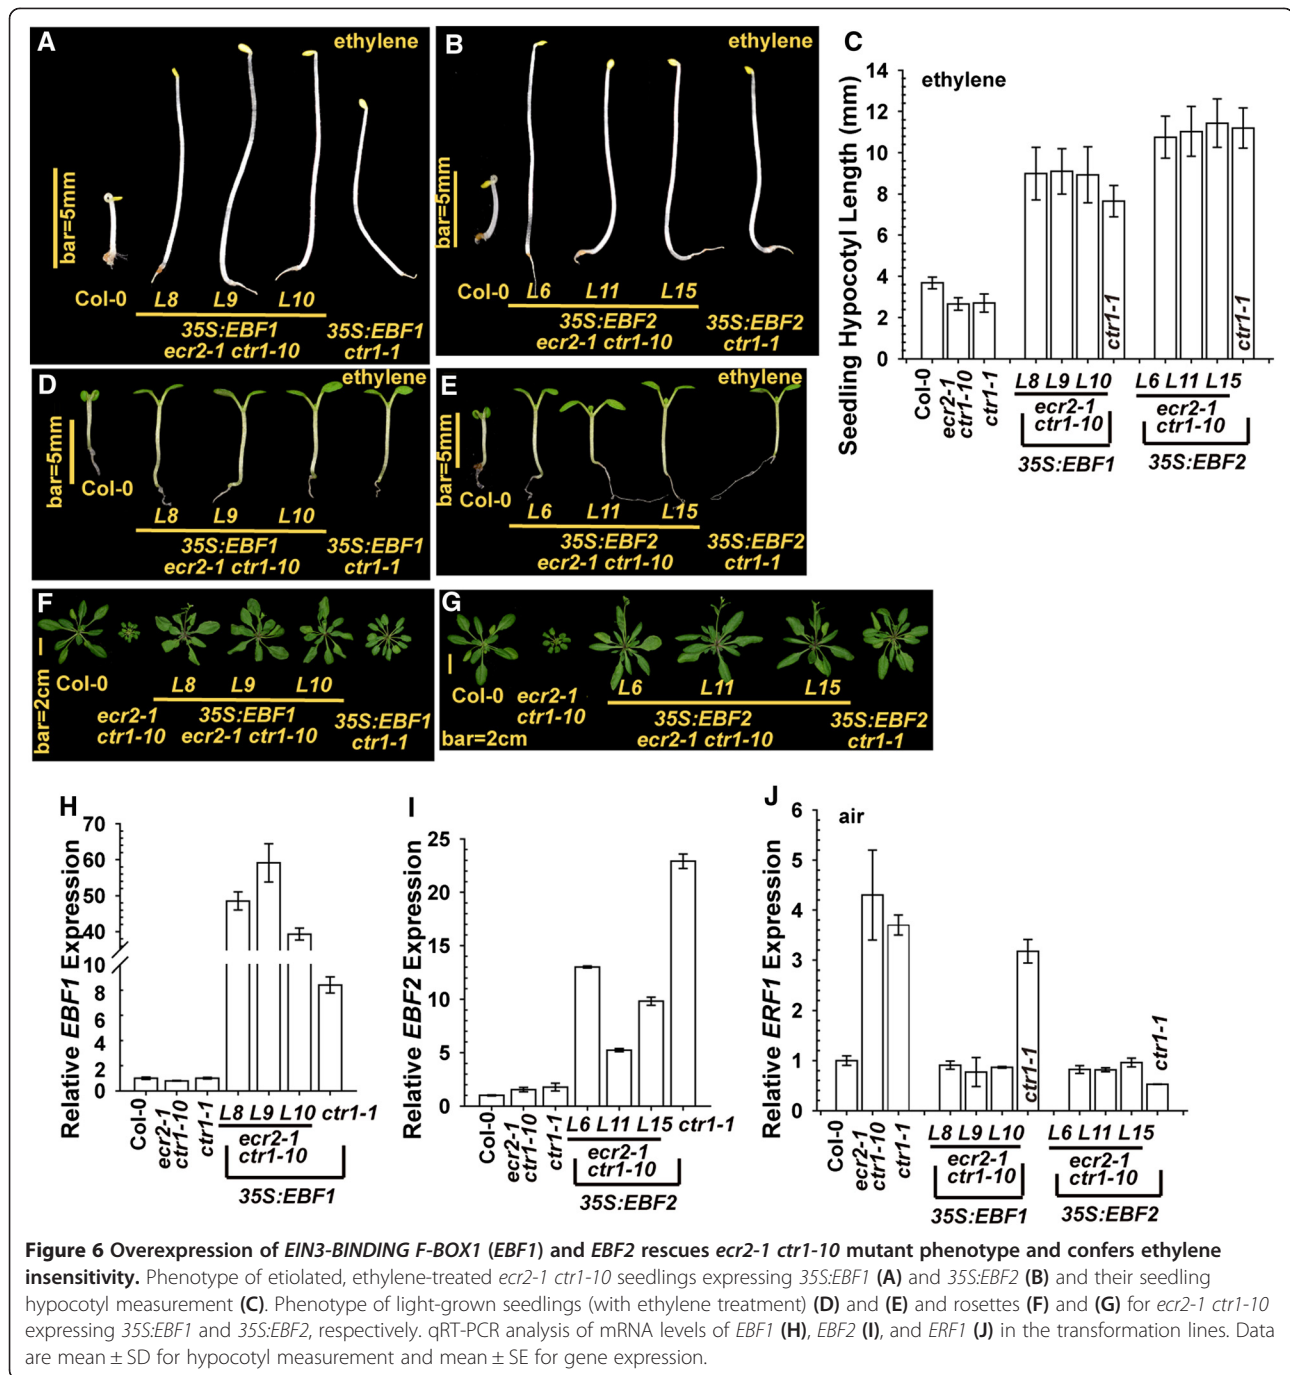 A
ethylene
bar=5mm
Col-0
L8 L9 L10
35S:EBF1
ecr2-1 ctr1-10
35S:EBF1
ctr1-1
B
ethylene
bar=5mm
Col-0
L6 L11 L15
35S:EBF2
ecr2-1 ctr1-10
35S:EBF2
ctr1-1
C
ethylene
Seedling Hypocotyl Length (mm)
14
12
10
8
6
4
2
0
Col-0
ecr2-1
ctr1-10
ctr1-1
L8 L9 L10
ecr2-1
ctr1-10
ctr1-1
35S:EBF1
L6 L11 L15
ecr2-1
ctr1-10
ctr1-1
35S:EBF2
D
ethylene
bar=5mm
Col-0
L8 L9 L10
35S:EBF1
ecr2-1 ctr1-10
35S:EBF1
ctr1-1
E
ethylene
bar=5mm
Col-0
L6 L11 L15
35S:EBF2
ecr2-1 ctr1-10
35S:EBF2
ctr1-1
F
bar=2cm
Col-0
ecr2-1
ctr1-10
L8 L9 L10
35S:EBF1
ecr2-1 ctr1-10
35S:EBF1
ctr1-1
G
bar=2cm
Col-0
ecr2-1
ctr1-10
L6 L11 L15
35S:EBF2
ecr2-1 ctr1-10
35S:EBF2
ctr1-1
H
Relative EBF1 Expression
70
60
50
40
10
8
6
4
2
0
Col-0
ecr2-1
ctr1-10
ctr1-1
L8 L9 L10 ctr1-1
ecr2-1
ctr1-10
35S:EBF1
I
Relative EBF2 Expression
25
20
15
10
5
0
Col-0
ecr2-1
ctr1-10
ctr1-1
L6 L11 L15 ctr1-1
ecr2-1
ctr1-10
35S:EBF2
J
air
Relative ERF1 Expression
6
5
4
3
2
1
0
Col-0
ecr2-1
ctr1-10
ctr1-1
L8 L9 L10
ecr2-1
ctr1-10
ctr1-1
35S:EBF1
L6 L11 L15
ecr2-1
ctr1-10
ctr1-1
35S:EBF2
Figure 6 Overexpression of EIN3-BINDING F-BOX1 (EBF1) and EBF2 rescues ecr2-1 ctr1-10 mutant phenotype and confers ethylene
insensitivity. Phenotype of etiolated, ethylene-treated ecr2-1 ctr1-10 seedlings expressing 35S:EBF1 (A) and 35S:EBF2 (B) and their seedling
hypocotyl measurement (C). Phenotype of light-grown seedlings (with ethylene treatment) (D) and (E) and rosettes (F) and (G) for ecr2-1 ctr1-10
expressing 35S:EBF1 and 35S:EBF2, respectively. qRT-PCR analysis of mRNA levels of EBF1 (H), EBF2 (I), and ERF1 (J) in the transformation lines. Data
are mean ± SD for hypocotyl measurement and mean ± SE for gene expression.